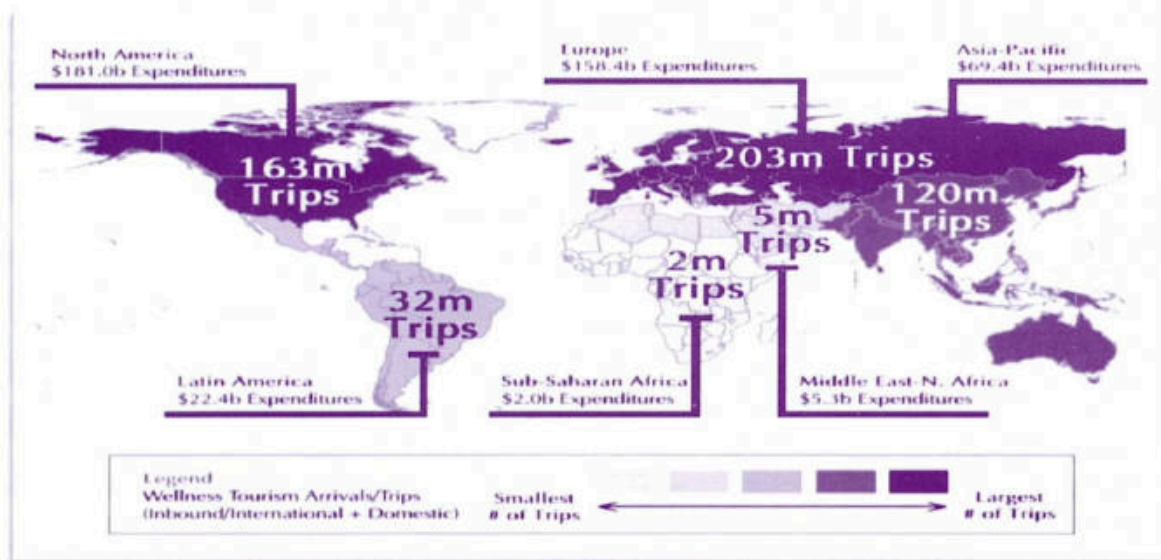 North America
$181.0b Expenditures
Europe
$158.4b Expenditures
Asia-Pacific
$69.4b Expenditures
163m
Trips
203m Trips
120m
Trips
5m
Trips
2m
Trips
32m
Trips
Latin America
$22.4b Expenditures
Sub-Saharan Africa
$2.0b Expenditures
Middle East-N. Africa
$5.3b Expenditures
Legend
Wellness Tourism Arrivals/Trips
(Inbound/International + Domestic)
Smallest
# of Trips
Largest
# of Trips